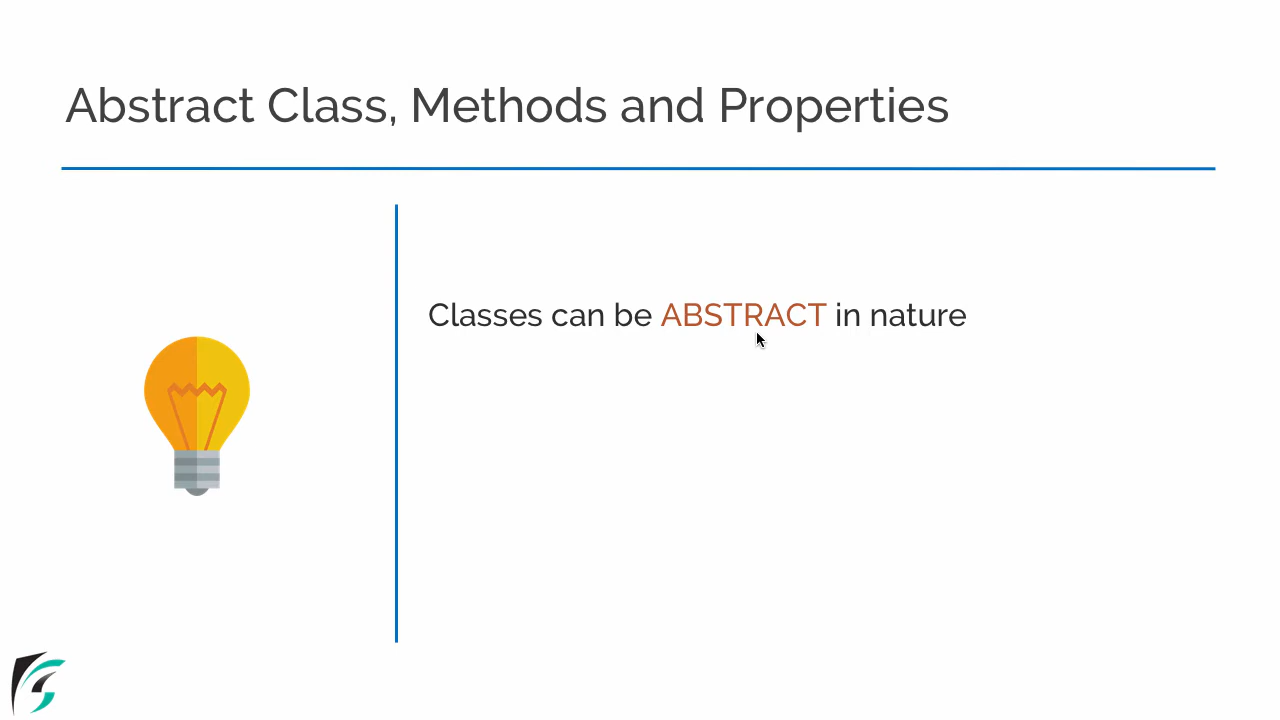 Abstract Class, Methods and Properties
Classes can be ABSTRACT in nature